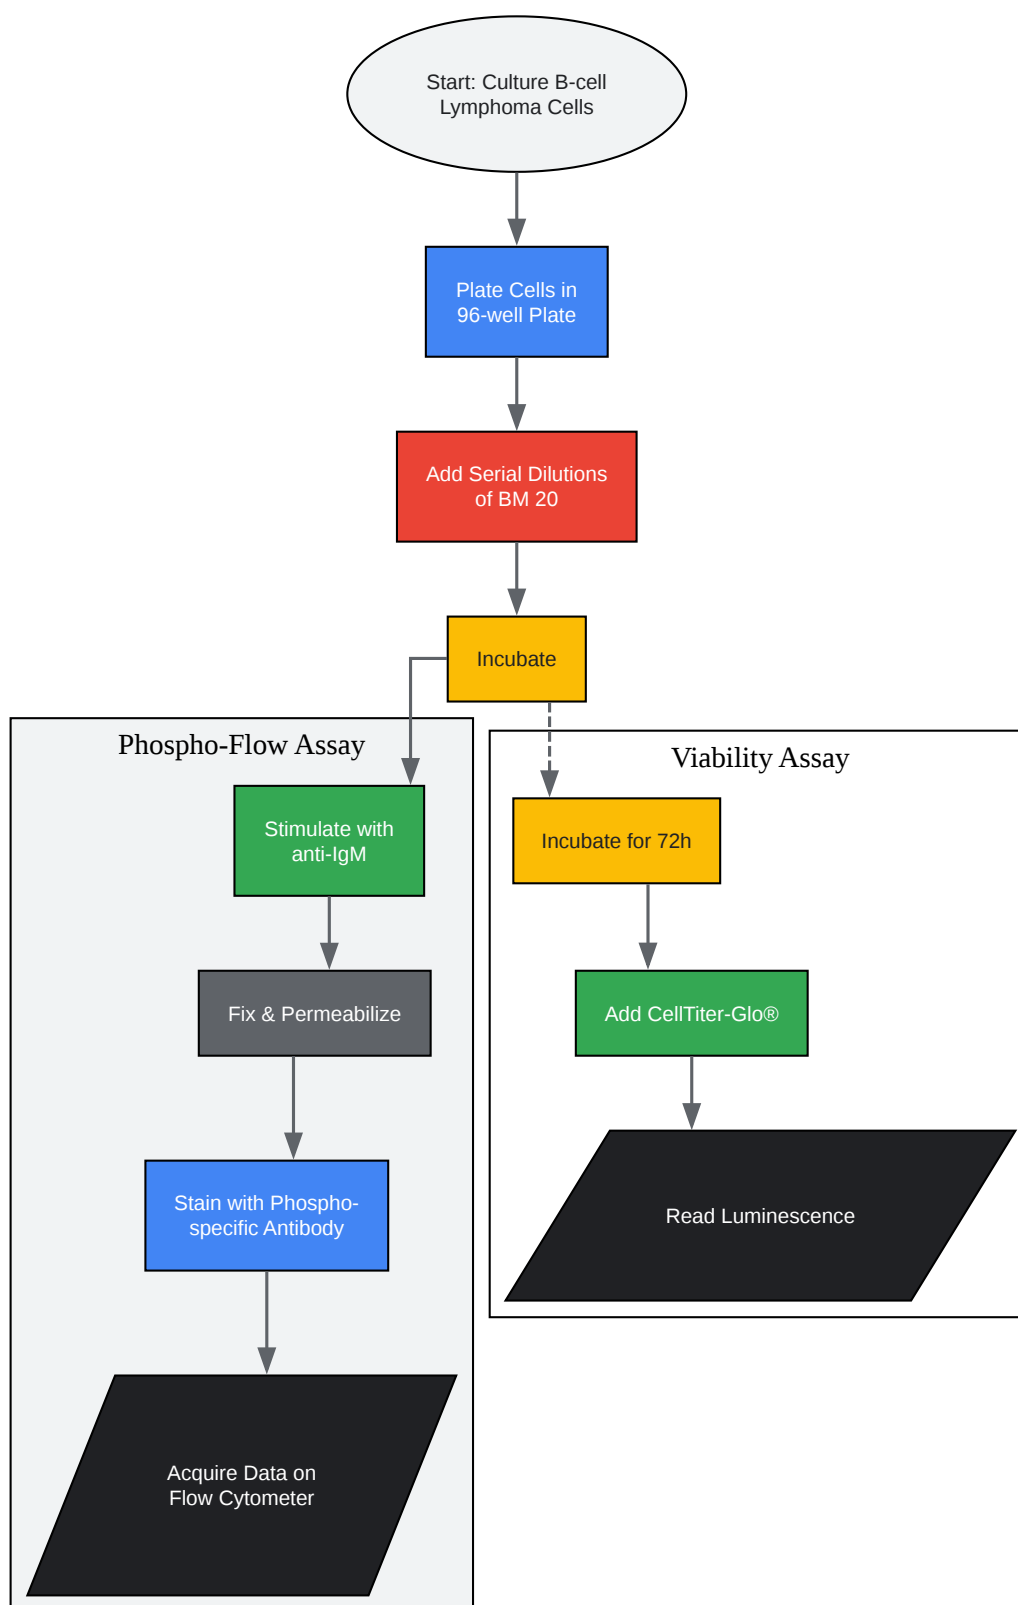 Start: Culture B-cell
Lymphoma Cells
Plate Cells in
96-well Plate
Add Serial Dilutions
of BM 20
Incubate
Phospho-Flow Assay
Stimulate with
anti-IgM
Fix & Permeabilize
Stain with Phospho-
specific Antibody
Acquire Data on
Flow Cytometer
Viability Assay
Incubate for 72h
Add CellTiter-Glo®
Read Luminescence